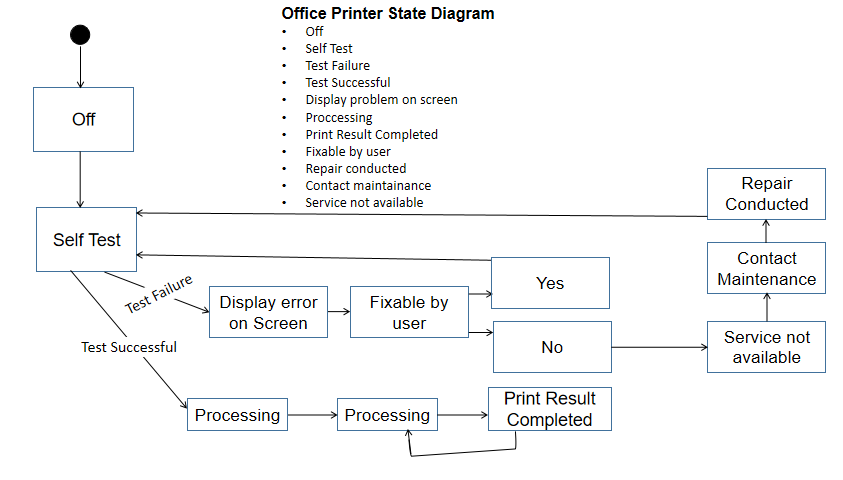 Office Printer State Diagram
• Off
• Self Test
• Test Failure
• Test Successful
• Display problem on screen
• Proccessing
• Print Result Completed
• Fixable by user
• Repair conducted
• Contact maintainance
• Service not available
Off
Self Test
Repair
Conducted
Contact
Maintenance
Service not
available
Yes
No
Test Failure
Display error
on Screen
Fixable by
user
Test Successful
Processing
Processing
Print Result
Completed